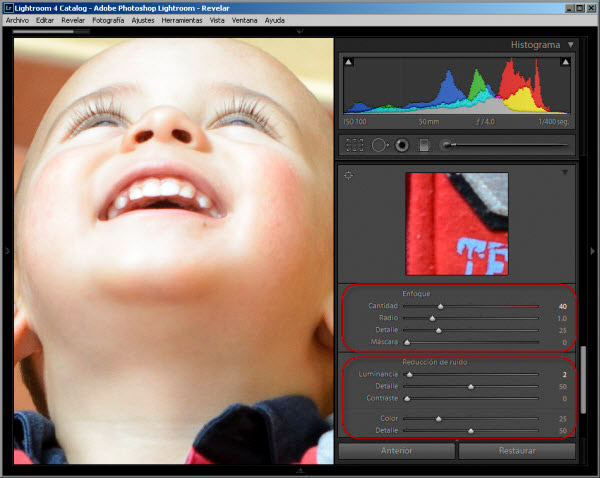 Lightroom 4 Catalog - Adobe Photoshop Lightroom - Revelar
Archivo Editar Revelar Fotografía Ajustes Herramientas Vista Ventana Ayuda
Histograma
ISO 100 50 mm ƒ / 4.0 1/400 seg.
TE
Enfoque
Cantidad 40
Radio 1.0
Detalle 25
Máscara 0
Reducción de ruido
Luminancia 2
Detalle 50
Contraste 0
Color 25
Detalle 50
Anterior Restaurar